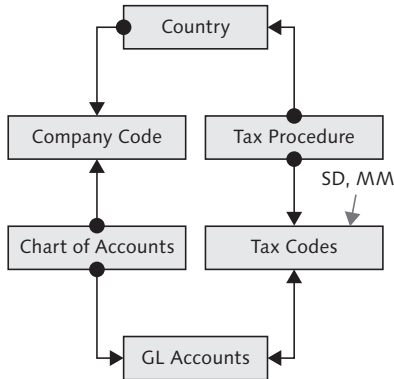 Country
Company Code
Tax Procedure
SD, MM
Chart of Accounts
Tax Codes
GL Accounts